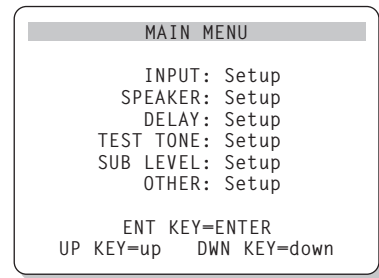 MAIN MENU
INPUT: Setup
SPEAKER: Setup
DELAY: Setup
TEST TONE: Setup
SUB LEVEL: Setup
OTHER: Setup
ENT KEY=ENTER
UP KEY=up DWN KEY=down